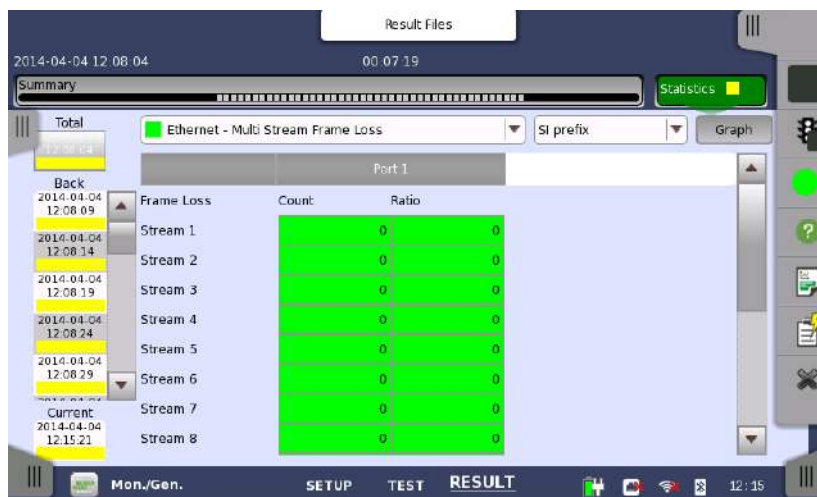 Result Files
2014-04-04 12:08:04 00:07:19
Summary
Statistics
Total
12:08:04
Ethernet - Multi Stream Frame Loss
SI prefix
Graph
Port 1
Back
2014-04-04
12:08:09
2014-04-04
12:08:14
2014-04-04
12:08:19
2014-04-04
12:08:24
2014-04-04
12:08:29
Current
2014-04-04
12:15:21
Frame Loss Count Ratio
Stream 1 0 0
Stream 2 0 0
Stream 3 0 0
Stream 4 0 0
Stream 5 0 0
Stream 6 0 0
Stream 7 0 0
Stream 8 0 0
Mon./Gen. SETUP TEST RESULT 12:15